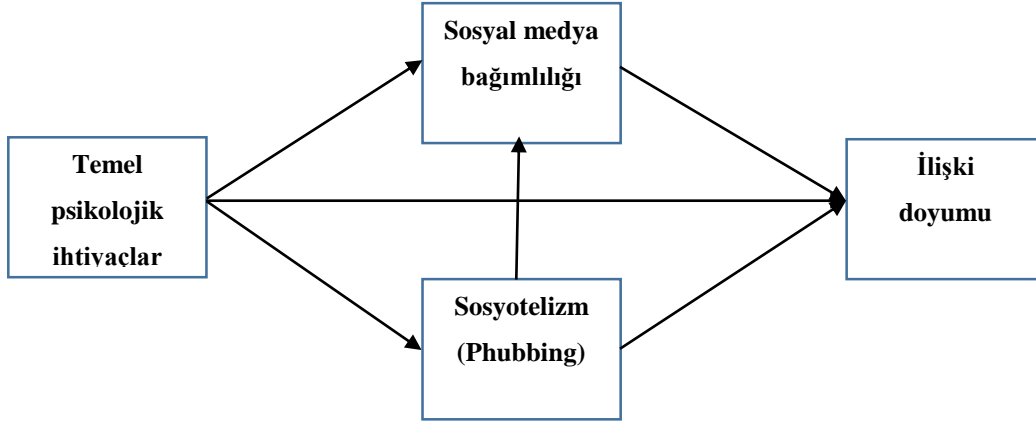 Sosyal medya
bağımlılığı
Temel
psikolojik
ihtiyaçlar
İlişki
doyumu
Sosyotelizm
(Phubbing)